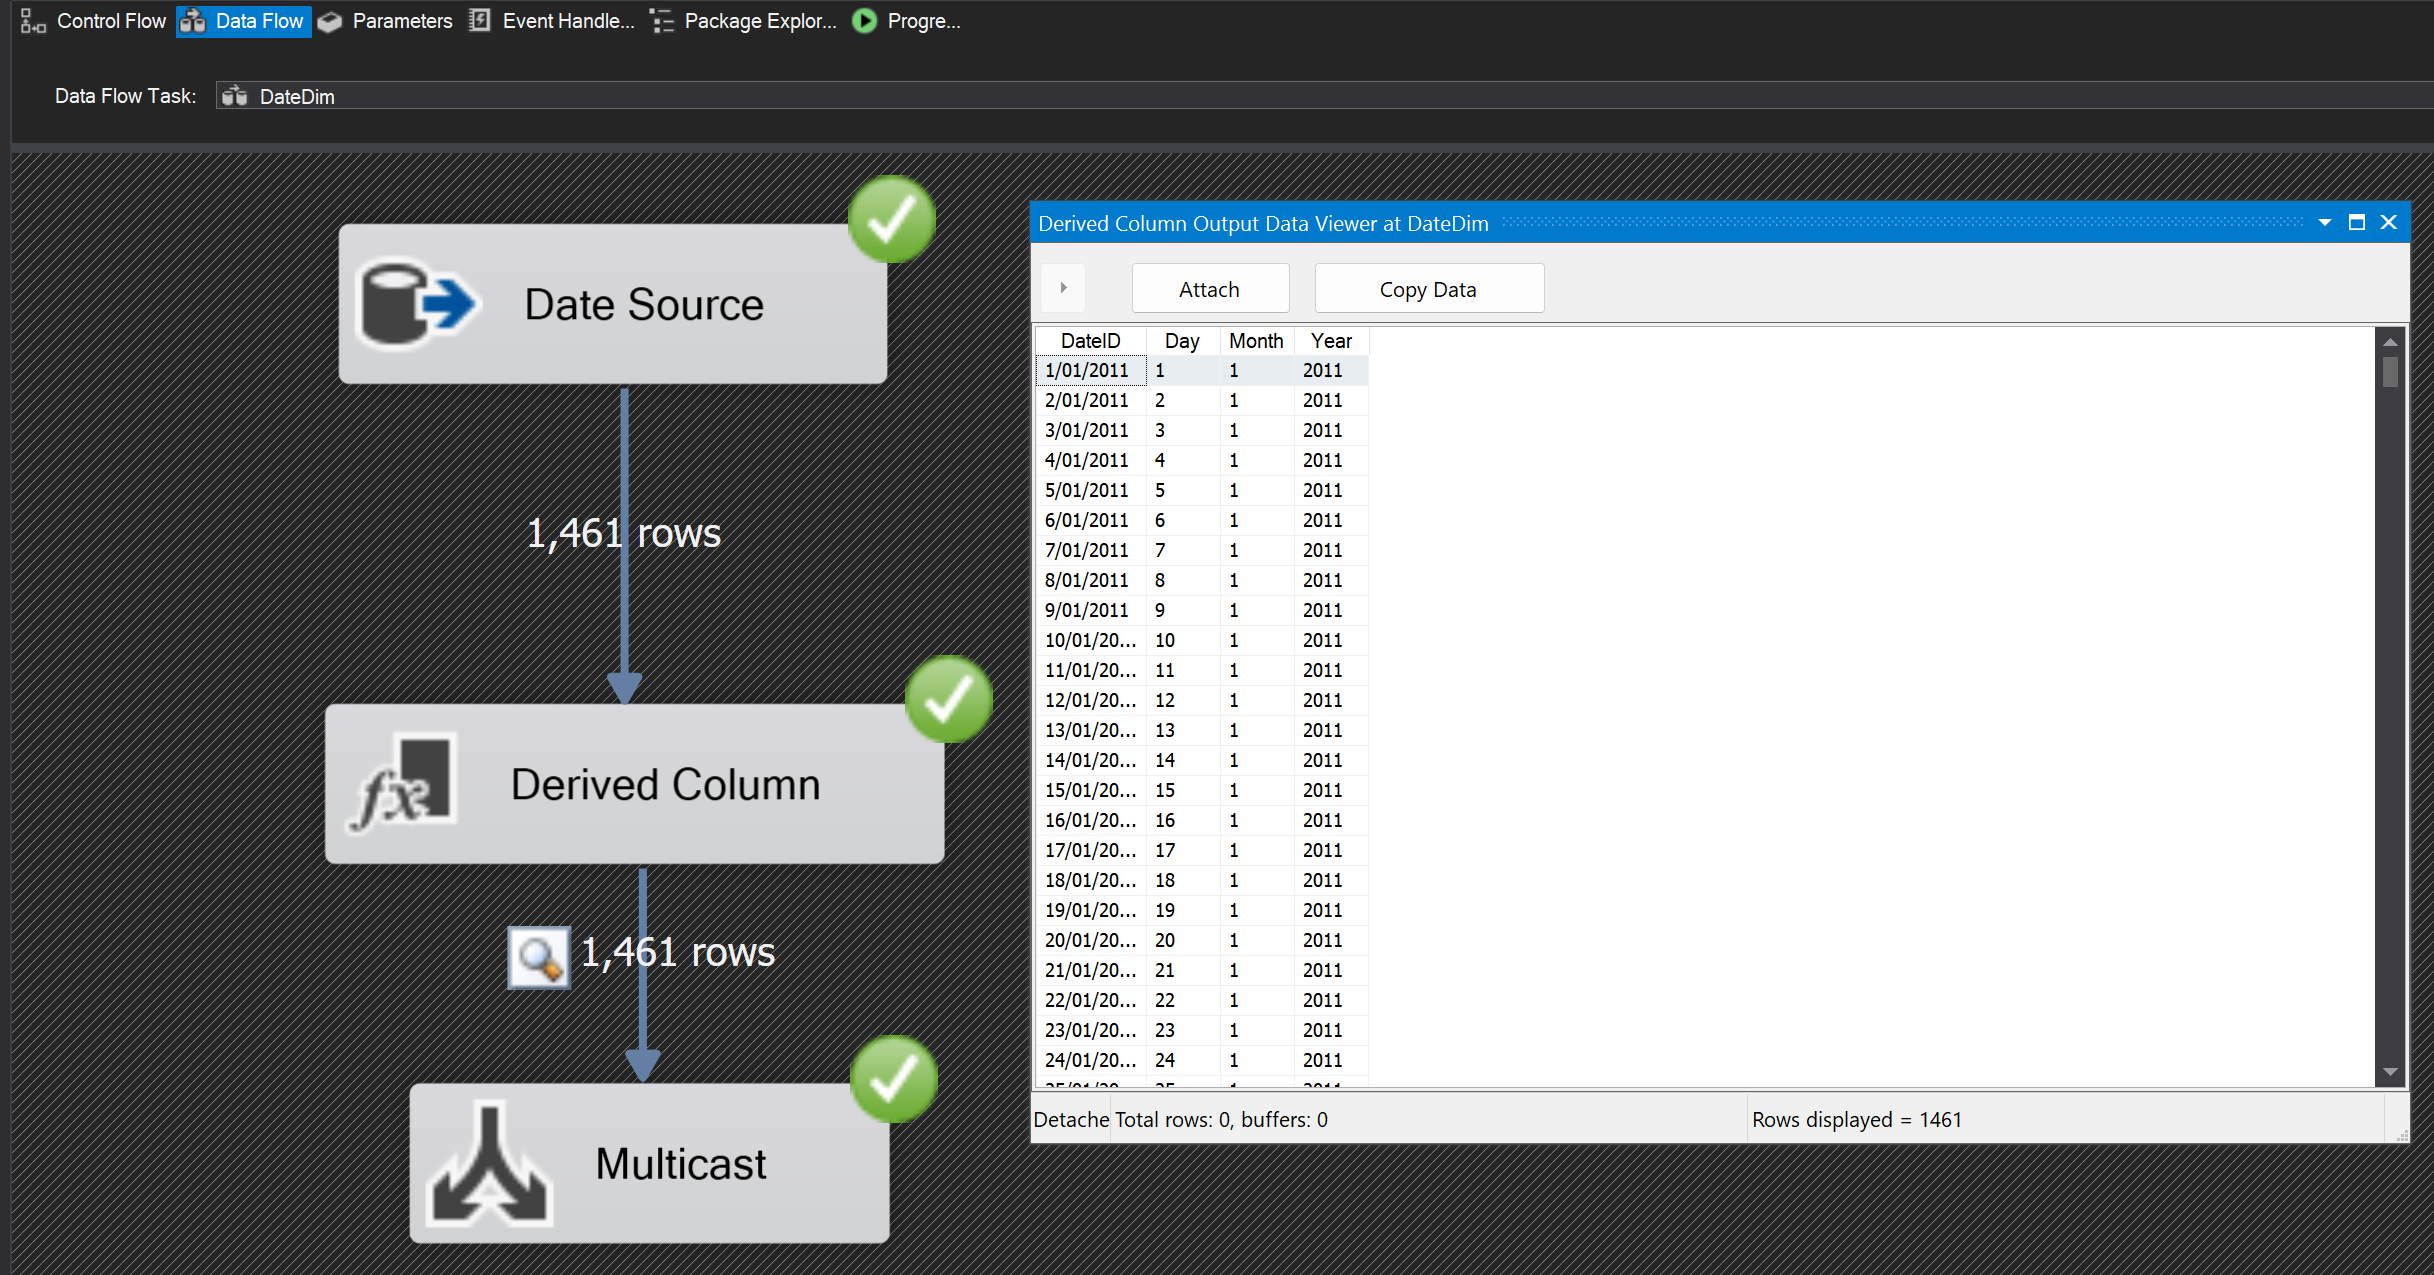 Control Flow Data Flow Parameters Event Handle... Package Explor... Progre...
Data Flow Task: DateDim
Date Source
1,461 rows
Derived Column
1,461 rows
Multicast
Derived Column Output Data Viewer at DateDim
Attach Copy Data
DateID Day Month Year
1/01/2011 1 1 2011
2/01/2011 2 1 2011
3/01/2011 3 1 2011
4/01/2011 4 1 2011
5/01/2011 5 1 2011
6/01/2011 6 1 2011
7/01/2011 7 1 2011
8/01/2011 8 1 2011
9/01/2011 9 1 2011
10/01/20... 10 1 2011
11/01/20... 11 1 2011
12/01/20... 12 1 2011
13/01/20... 13 1 2011
14/01/20... 14 1 2011
15/01/20... 15 1 2011
16/01/20... 16 1 2011
17/01/20... 17 1 2011
18/01/20... 18 1 2011
19/01/20... 19 1 2011
20/01/20... 20 1 2011
21/01/20... 21 1 2011
22/01/20... 22 1 2011
23/01/20... 23 1 2011
24/01/20... 24 1 2011
Detache Total rows: 0, buffers: 0 Rows displayed = 1461